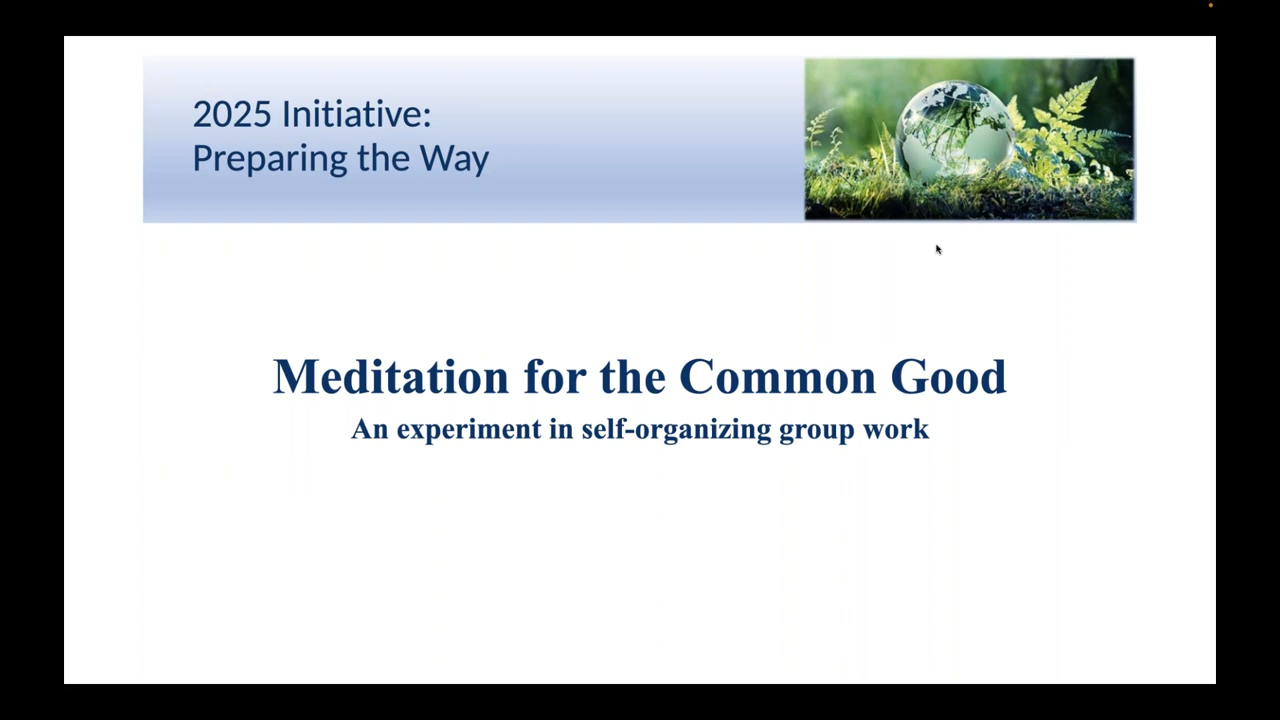 2025 Initiative:
Preparing the Way
Meditation for the Common Good
An experiment in self-organizing group work